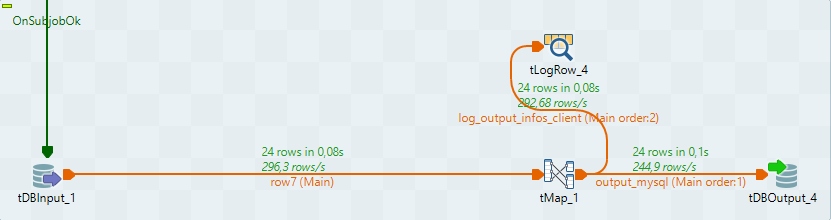 OnSubjobOk
tLogRow_4
24 rows in 0,08s
292,68 rows/s
log_output_infos_client (Main order:2)
24 rows in 0,08s
296,3 rows/s
row7 (Main)
24 rows in 0,1s
244,9 rows/s
output_mysql (Main order:1)
tDBInput_1
tMap_1
tDBOutput_4